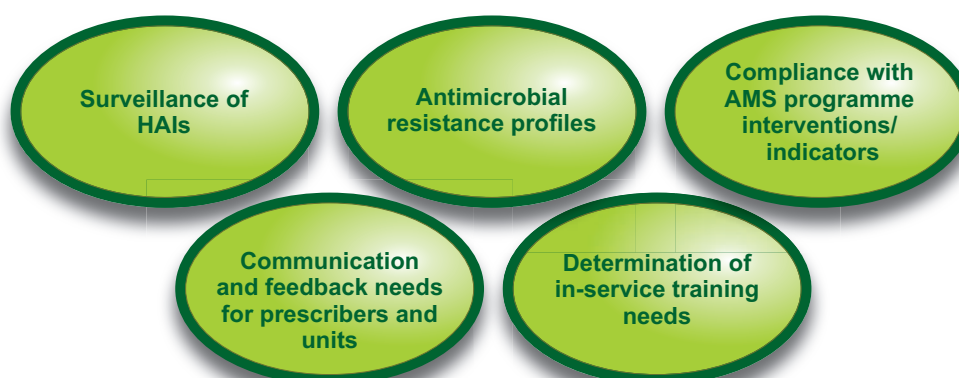 Surveillance of
HAIs
Antimicrobial
resistance profiles
Compliance with
AMS programme
interventions/
indicators
Communication
and feedback needs
for prescribers and
units
Determination of
in-service training
needs